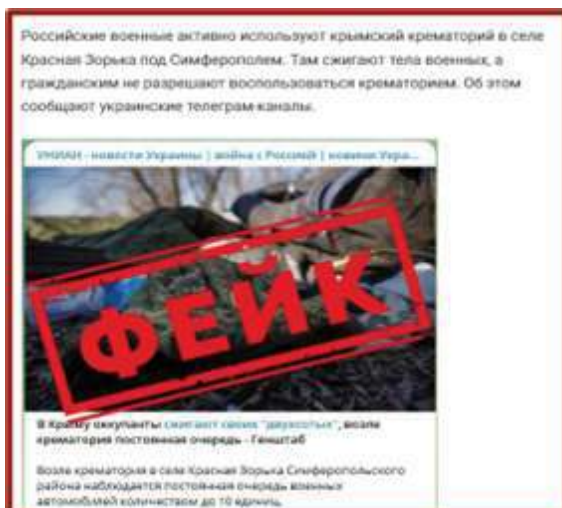 Российские военные активно используют крымский крематорий в селе
Красная Зорька под Симферополем. Там сжигают тела военных, а
гражданским не разрешают воспользоваться крематорием. Об этом
сообщают украинские телеграм-каналы.
УНИАН - новости Украины | война с Россией | новини Укра...
ФЕЙК
В Крыму оккупанты сжигают своих "двухсотых", возле
крематория постоянная очередь - Генштаб
Возле крематория в селе Красная Зорька Симферопольского
района наблюдается постоянная очередь военных
автомобилей количеством до 10 единиц.